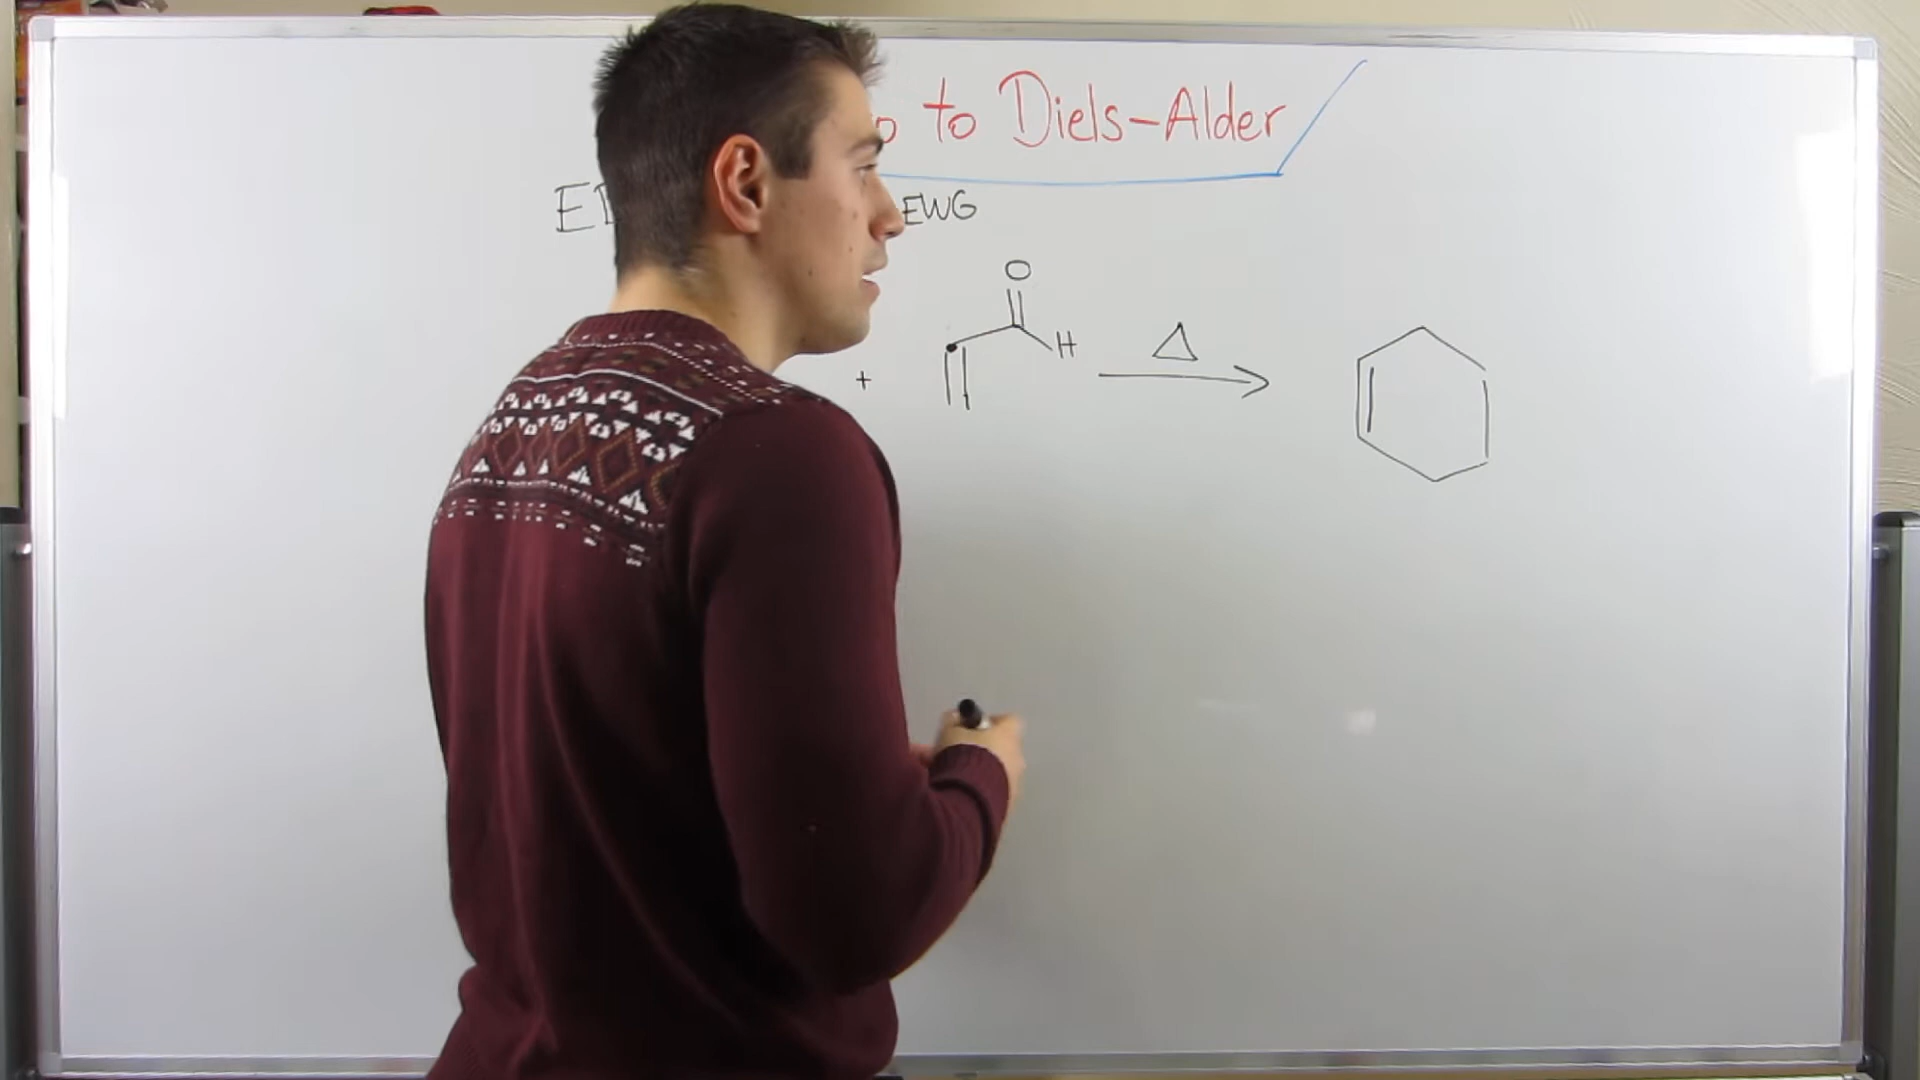 to Diels-Alder
EWG
O
H
+
Δ